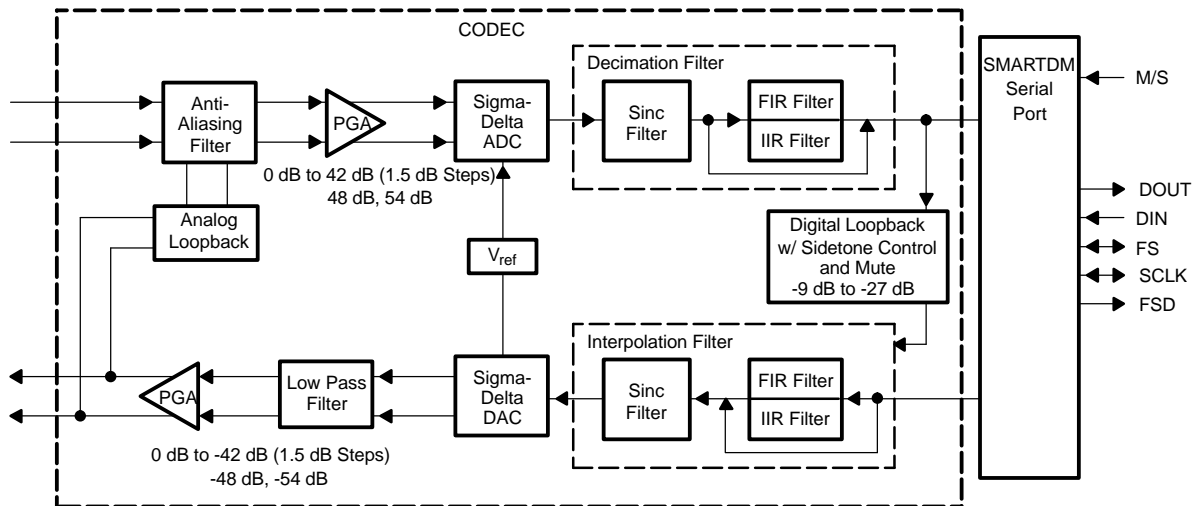 CODEC
Anti-
Aliasing
Filter
PGA
0 dB to 42 dB (1.5 dB Steps)
48 dB, 54 dB
Sigma-
Delta
ADC
Decimation Filter
Sinc
Filter
FIR Filter
IIR Filter
SMARTDM
Serial
Port
M/S
DOUT
DIN
FS
SCLK
FSD
Analog
Loopback
Vref
Digital Loopback
w/ Sidetone Control
and Mute
-9 dB to -27 dB
PGA
0 dB to -42 dB (1.5 dB Steps)
-48 dB, -54 dB
Low Pass
Filter
Sigma-
Delta
DAC
Interpolation Filter
Sinc
Filter
FIR Filter
IIR Filter